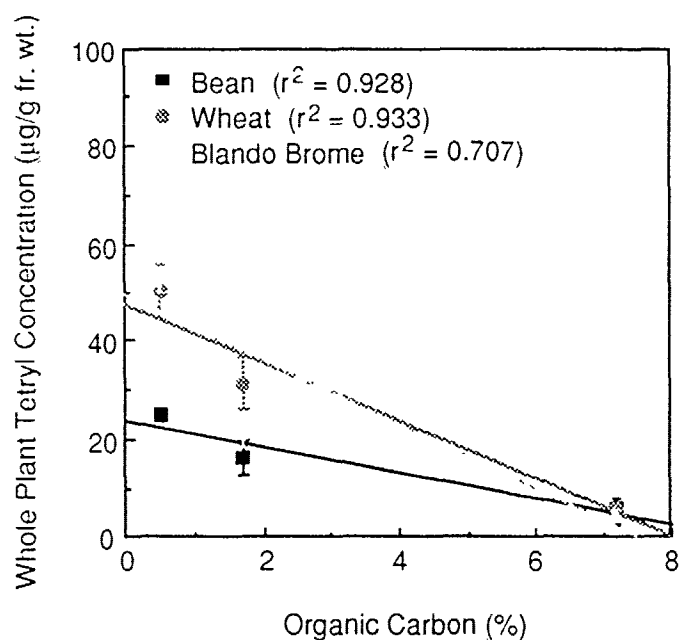 Whole Plant Tetryl Concentration (µg/g fr. wt.)
100
80
60
40
20
0
Bean (r² = 0.928)
Wheat (r² = 0.933)
Blando Brome (r² = 0.707)
0 2 4 6 8
Organic Carbon (%)